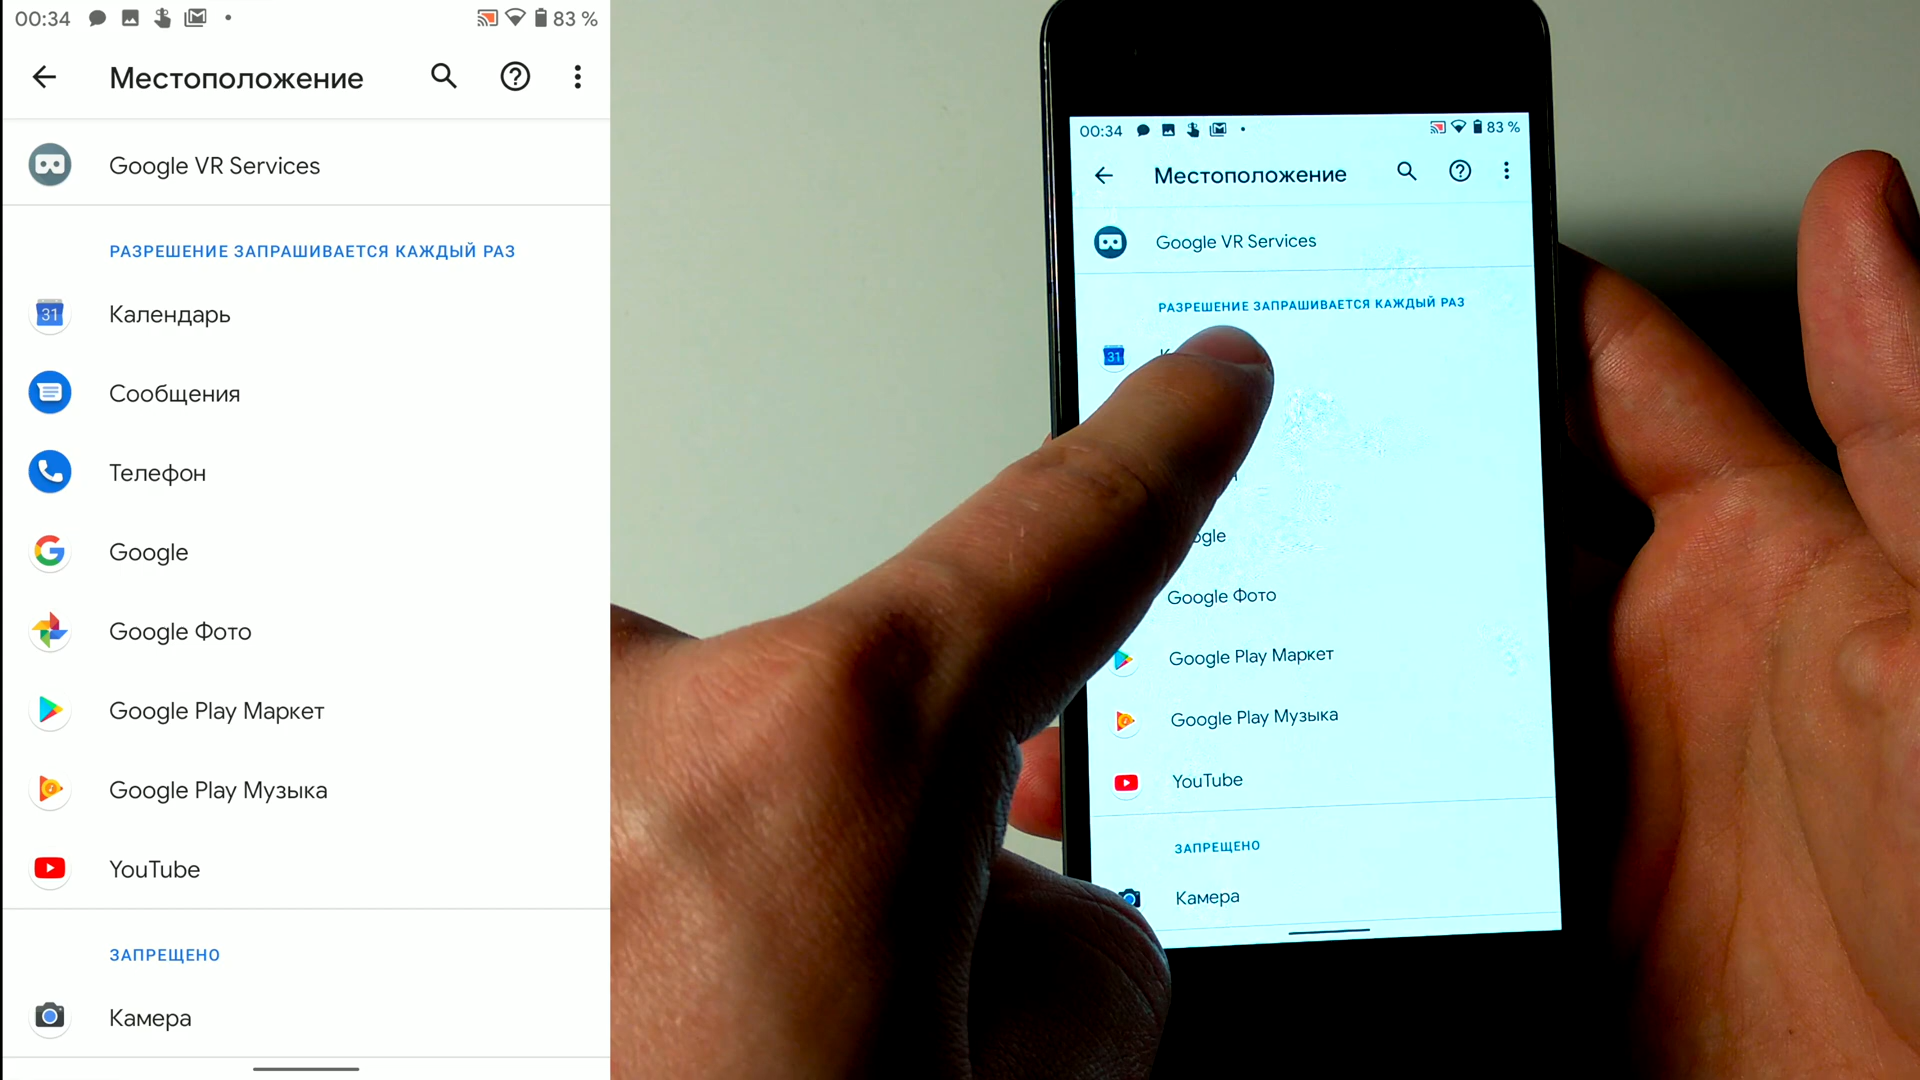 00:34 83 %
Местоположение
Google VR Services
РАЗРЕШЕНИЕ ЗАПРАШИВАЕТСЯ КАЖДЫЙ РАЗ
31 Календарь
Сообщения
Телефон
Google
Google Фото
Google Play Маркет
Google Play Музыка
YouTube
ЗАПРЕЩЕНО
Камера
00:34 83 %
Местоположение
Google VR Services
РАЗРЕШЕНИЕ ЗАПРАШИВАЕТСЯ КАЖДЫЙ РАЗ
31
Google Фото
Google Play Маркет
Google Play Музыка
YouTube
ЗАПРЕЩЕНО
Камера